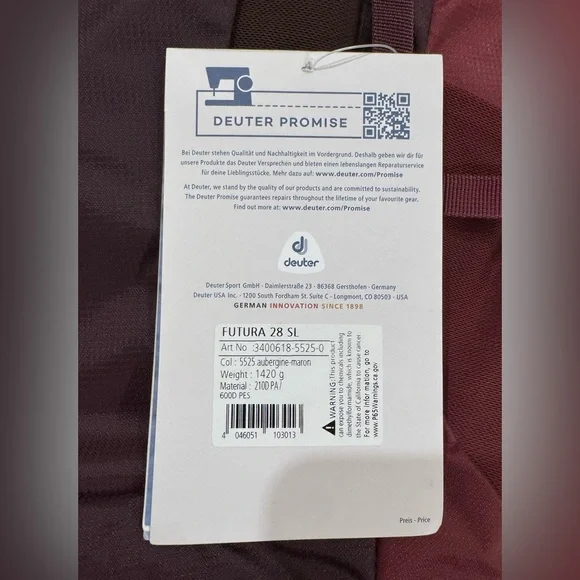 DEUTER PROMISE
Bei Deuter stehen Qualität und Nachhaltigkeit im Vordergrund. Deshalb geben wir dir für
unsere Produkte das Deuter Versprechen und bieten einen lebenslangen Reparaturservice
für deine Lieblingsstücke. Mehr dazu auf: www.deuter.com/Promise
At Deuter, we stand by the quality of our products and are committed to sustainability.
The Deuter Promise guarantees repairs throughout the lifetime of your favourite gear.
Find out more at: www.deuter.com/Promise
deuter
Deuter Sport GmbH - Daimlerstraße 23 - 86368 Gersthofen - Germany
Deuter USA Inc. - 1200 South Fordham St. Suite C - Longmont, CO 80503 - USA
GERMAN INNOVATION SINCE 1898
FUTURA 28 SL
Art No :3400618-5525-0
Col : 5525 aubergine-maron
Weight : 1420 g
Material : 210D PA /
600D PES
4 046051 103013
WARNING: This product
can expose you to chemicals including
dimethylformamide, which is known to
the State of California to cause cancer.
For more information, go to
www.P65Warnings.ca.gov
Preis - Price